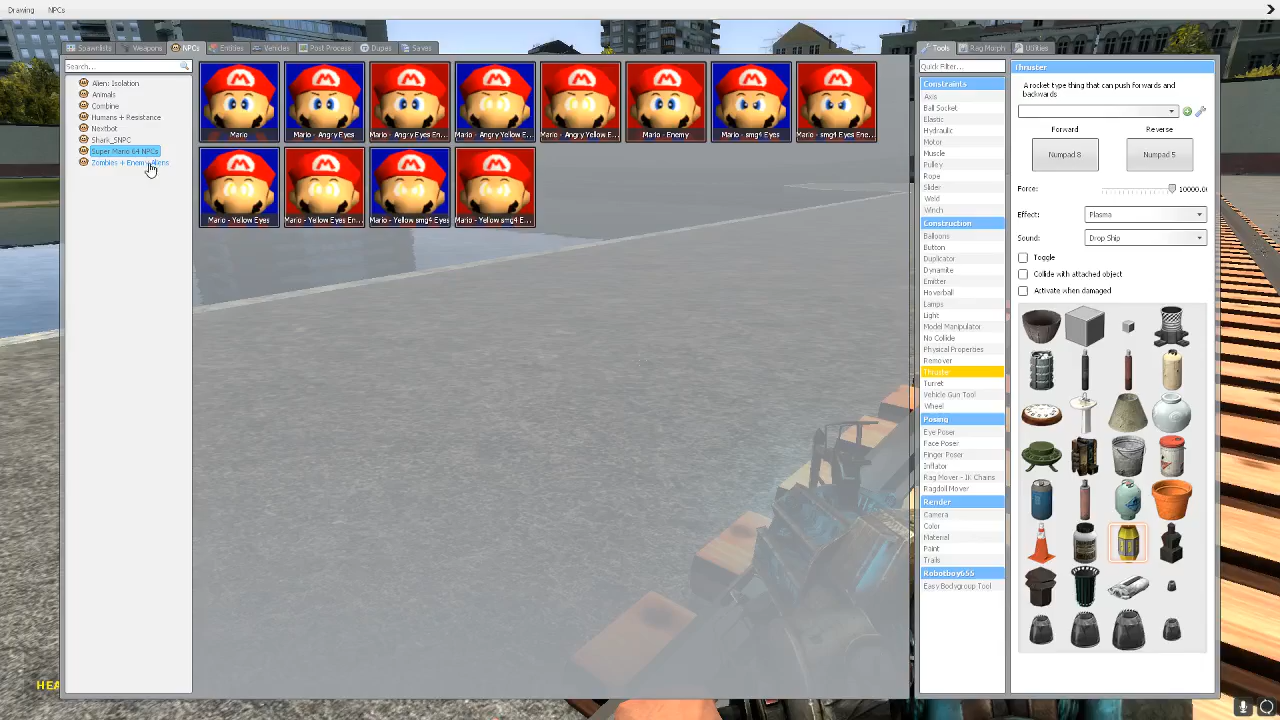 Drawing NPCs
Spawnlists Weapons NPCs Entities Vehicles Post Process Dupes Saves
Search...
Alien: Isolation
Animals
Combine
Humans + Resistance
Nextbot
Shark_SNPC
Super Mario 64 NPCs
Zombies + Enemy Aliens
Mario
Mario - Angry Eyes
Mario - Angry Eyes En...
Mario - Angry Yellow E...
Mario - Angry Yellow E...
Mario - Enemy
Mario - smg4 Eyes
Mario - smg4 Eyes Ene...
Mario - Yellow Eyes
Mario - Yellow Eyes En...
Mario - Yellow smg4 Eyes
Mario - Yellow smg4 E...
HEA
Tools Rag Morph Utilities
Quick Filter...
Constraints
Axis
Ball Socket
Elastic
Hydraulic
Motor
Muscle
Pulley
Rope
Slider
Weld
Winch
Construction
Balloons
Button
Duplicator
Dynamite
Emitter
Hoverball
Lamps
Light
Model Manipulator
No Collide
Physical Properties
Remover
Thruster
Turret
Vehicle Gun Tool
Wheel
Posing
Eye Poser
Face Poser
Finger Poser
Inflator
Rag Mover - IK Chains
Ragdoll Mover
Render
Camera
Color
Material
Paint
Trails
Robotboy655
Easy Bodygroup Tool
Thruster
A rocket type thing that can push forwards and
backwards
Forward Reverse
Numpad 8 Numpad 5
Force: 10000.0
Effect: Plasma
Sound: Drop Ship
Toggle
Collide with attached object
Activate when damaged